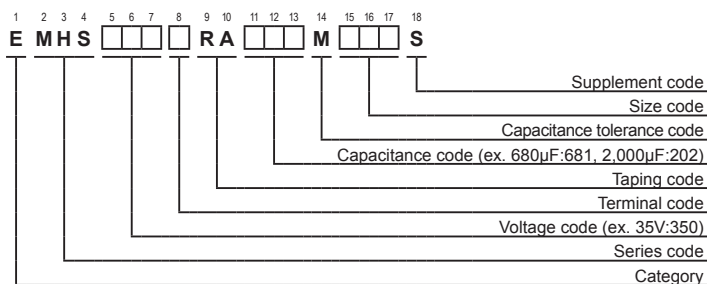 1 2 3 4 5 6 7 8 9 10 11 12 13 14 15 16 17 18
E M H S □□□ □ R A □□□ M □□□ S
Supplement code
Size code
Capacitance tolerance code
Capacitance code (ex. 680µF:681, 2,000µF:202)
Taping code
Terminal code
Voltage code (ex. 35V:350)
Series code
Category